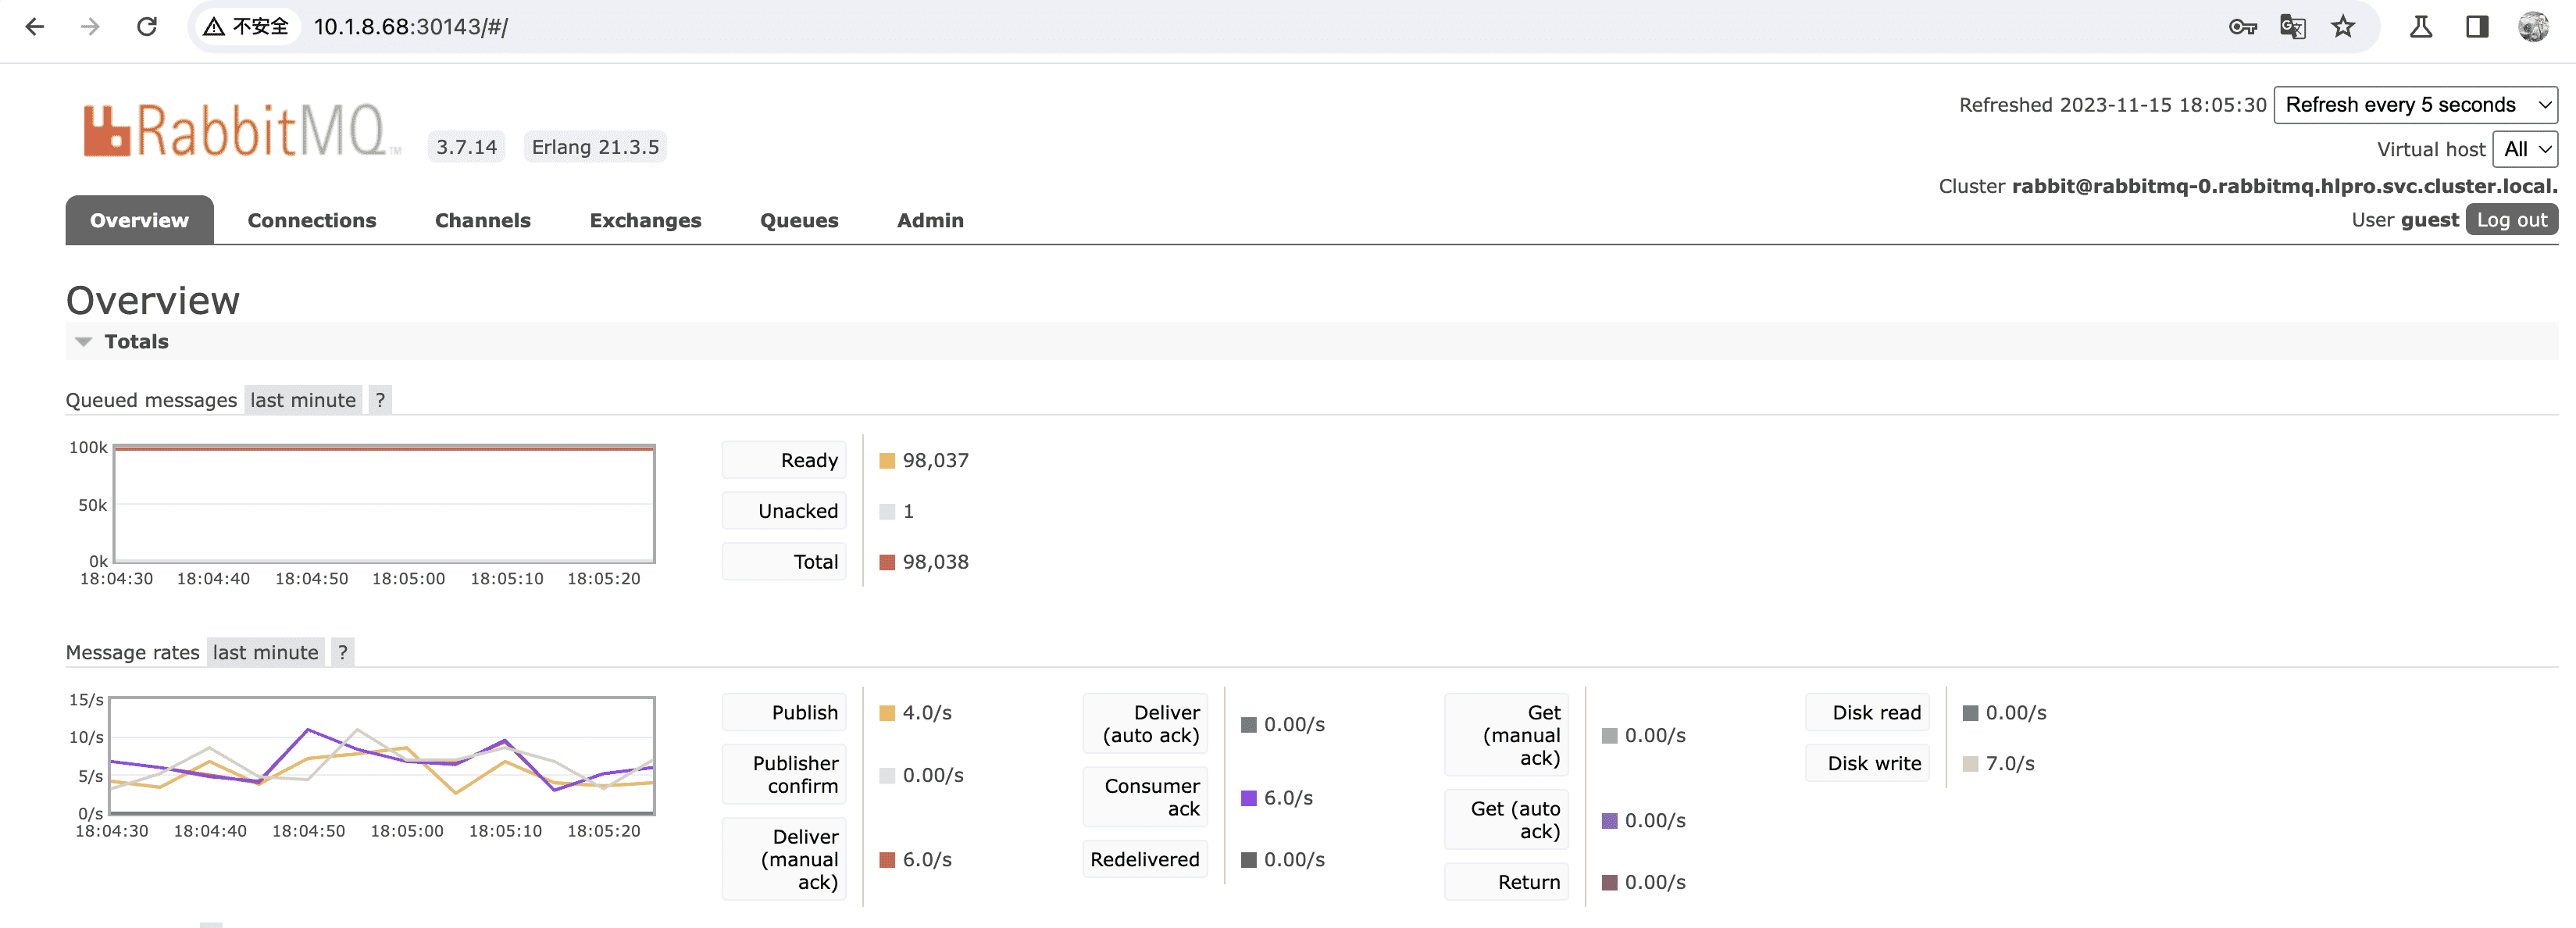 不安全 10.1.8.68:30143/#/
RabbitMQ TM 3.7.14 Erlang 21.3.5
Refreshed 2023-11-15 18:05:30 Refresh every 5 seconds
Virtual host All
Cluster rabbit@rabbitmq-0.rabbitmq.hlpro.svc.cluster.local.
User guest Log out
Overview Connections Channels Exchanges Queues Admin
Overview
Totals
Queued messages last minute ?
100k
50k
0k
18:04:30 18:04:40 18:04:50 18:05:00 18:05:10 18:05:20
Ready 98,037
Unacked 1
Total 98,038
Message rates last minute ?
15/s
10/s
5/s
0/s
18:04:30 18:04:40 18:04:50 18:05:00 18:05:10 18:05:20
Publish 4.0/s
Publisher
confirm 0.00/s
Deliver
(manual
ack) 6.0/s
Deliver
(auto ack) 0.00/s
Consumer
ack 6.0/s
Redelivered 0.00/s
Get
(manual
ack) 0.00/s
Get (auto
ack) 0.00/s
Return 0.00/s
Disk read 0.00/s
Disk write 7.0/s